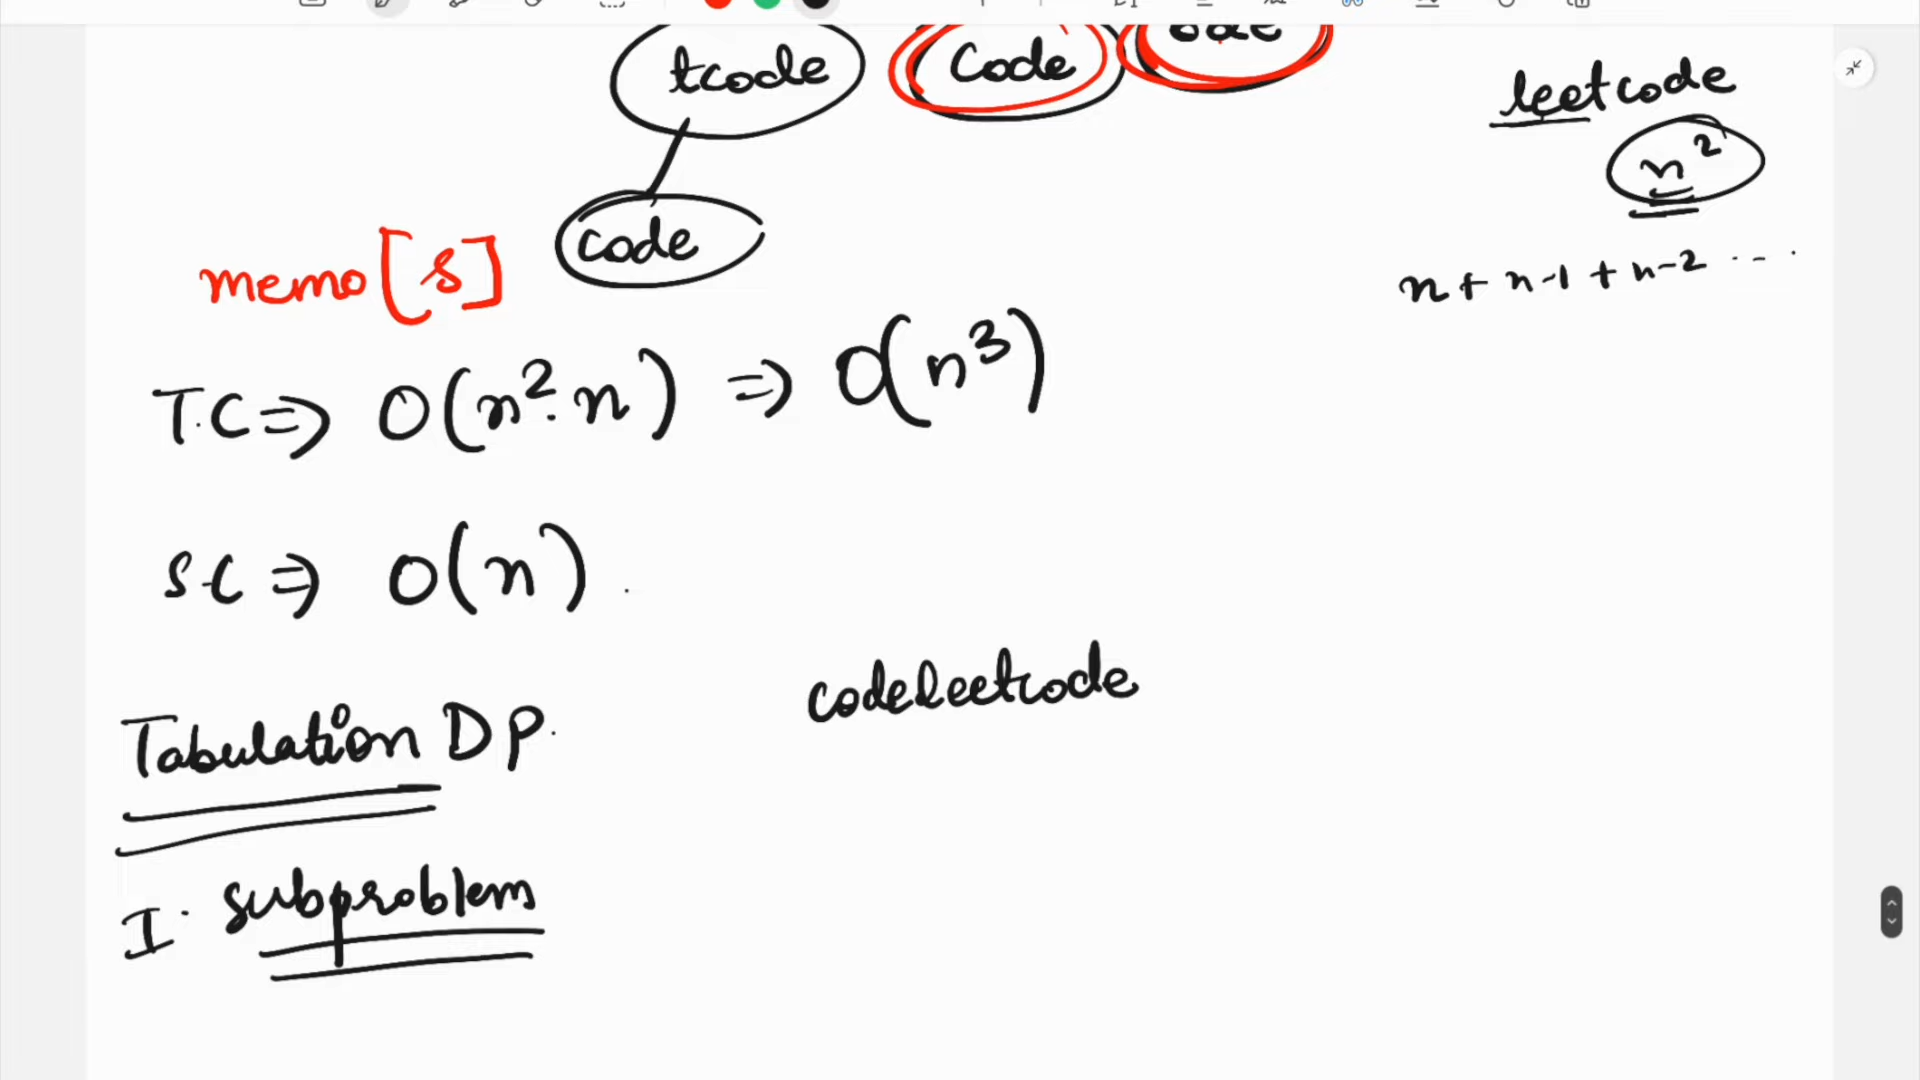 tcode
Code
leetcode
n²
code
memo[s]
n + n-1 + n-2 ...
T.C => O(n².n) => O(n³)
S.C => O(n).
codeleetcode
Tabulation DP.
I. subproblem